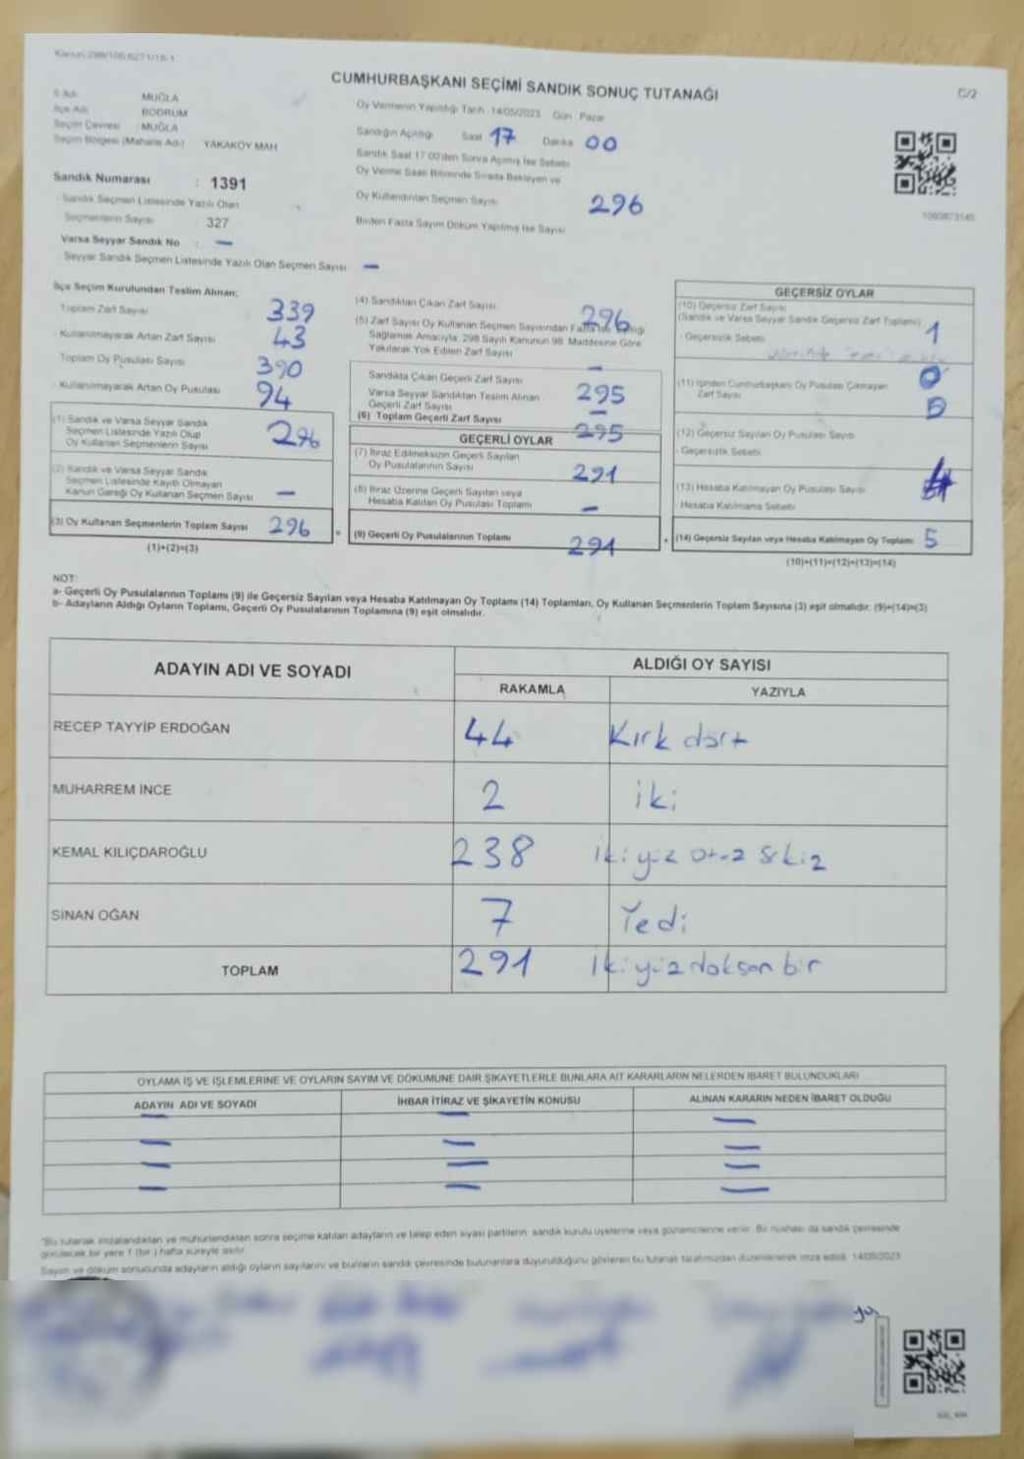 Kanun:298/105;6271/18-1
CUMHURBAŞKANI SEÇİMİ SANDIK SONUÇ TUTANAĞI
C/2
İl Adı : MUĞLA
İlçe Adı : BODRUM
Seçim Çevresi : MUĞLA
Seçim Bölgesi (Mahalle Adı) YAKAKÖY MAH
Oy Vermenin Yapıldığı Tarih :14/05/2023 Gün : Pazar
Sandığın Açıldığı Saat 17 Dakika 00
Sandık Saat 17:00'den Sonra Açılmış İse Sebebi
Oy Verme Saati Bitiminde Sırada Bekleyen ve
Oy Kullandırılan Seçmen Sayısı 296
Birden Fazla Sayım Döküm Yapılmış İse Sayısı
Sandık Numarası : 1391
Sandık Seçmen Listesinde Yazılı Olan
Seçmenlerin Sayısı 327
Varsa Seyyar Sandık No : —
Seyyar Sandık Seçmen Listesinde Yazılı Olan Seçmen Sayısı —
İlçe Seçim Kurulundan Teslim Alınan;
Toplam Zarf Sayısı 339
Kullanılmayarak Artan Zarf Sayısı 43
Toplam Oy Pusulası Sayısı 390
Kullanılmayarak Artan Oy Pusulası 94
(1) Sandık ve Varsa Seyyar Sandık
Seçmen Listesinde Yazılı Olup
Oy Kullanan Seçmenlerin Sayısı 296
(2) Sandık ve Varsa Seyyar Sandık
Seçmen Listesinde Kayıtlı Olmayan
Kanun Gereği Oy Kullanan Seçmen Sayısı —
(3) Oy Kullanan Seçmenlerin Toplam Sayısı 296
(1)+(2)=(3)
(4) Sandıktan Çıkan Zarf Sayısı 296
(5) Zarf Sayısı Oy Kullanan Seçmen Sayısından Fazla İse
Sağlamak Amacıyla, 298 Sayılı Kanunun 98. Maddesine Göre
Yakılarak Yok Edilen Zarf Sayısı —
Sandıkta Çıkan Geçerli Zarf Sayısı 295
Varsa Seyyar Sandıktan Teslim Alınan
Geçerli Zarf Sayısı —
(6) Toplam Geçerli Zarf Sayısı 295
GEÇERLİ OYLAR
(7) İtiraz Edilmeksizin Geçerli Sayılan
Oy Pusulalarının Sayısı 291
(8) İtiraz Üzerine Geçerli Sayılan veya
Hesaba Katılan Oy Pusulası Toplamı —
(9) Geçerli Oy Pusulalarının Toplamı 291
GEÇERSİZ OYLAR
(10) Geçersiz Zarf Sayısı
(Sandık ve Varsa Seyyar Sandık Geçersiz Zarf Toplamı) 1
- Geçersizlik Sebebi
(11) İçinden Cumhurbaşkanı Oy Pusulası Çıkmayan
Zarf Sayısı
(12) Geçersiz Sayılan Oy Pusulası Sayısı
- Geçersizlik Sebebi
(13) Hesaba Katılmayan Oy Pusulası Sayısı
- Hesaba Katılmama Sebebi
(14) Geçersiz Sayılan veya Hesaba Katılmayan Oy Toplamı 5
(10)+(11)+(12)+(13)=(14)
NOT:
a- Geçerli Oy Pusulalarının Toplamı (9) ile Geçersiz Sayılan veya Hesaba Katılmayan Oy Toplamı (14) Toplamları, Oy Kullanan Seçmenlerin Toplam Sayısına (3) eşit olmalıdır. (9)+(14)=(3)
b- Adayların Aldığı Oyların Toplamı, Geçerli Oy Pusulalarının Toplamına (9) eşit olmalıdır.
ADAYIN ADI VE SOYADI
ALDIĞI OY SAYISI
RAKAMLA YAZIYLA
RECEP TAYYİP ERDOĞAN 44 Kırk dört
MUHARREM İNCE 2 iki
KEMAL KILIÇDAROĞLU 238 ikiyüz otuz sekiz
SİNAN OĞAN 7 Yedi
TOPLAM 291 ikiyüzdoksan bir
OYLAMA İŞ VE İŞLEMLERİNE VE OYLARIN SAYIM VE DÖKÜMÜNE DAİR ŞİKAYETLERLE BUNLARA AİT KARARLARIN NELERDEN İBARET BULUNDUKLARI
ADAYIN ADI VE SOYADI İHBAR İTİRAZ VE ŞİKAYETİN KONUSU ALINAN KARARIN NEDEN İBARET OLDUĞU
— — —
— — —
— — —
— — —
"Bu tutanak imzalandıktan ve mühürlendikten sonra seçime katılan adayların ve talep eden siyasi partilerin sandık kurulu üyelerine veya gözlemcilerine verilir. Bir nüshası da sandık çevresinde
görülecek bir yere 1 (bir ) hafta süreyle asılır.
Sayım ve döküm sonucunda adayların aldığı oyların sayılarını ve bunların sandık çevresinde bulunanlara duyurulduğunu gösteren bu tutanak tarafımızdan düzenlenerek imza edildi. 14/05/2023